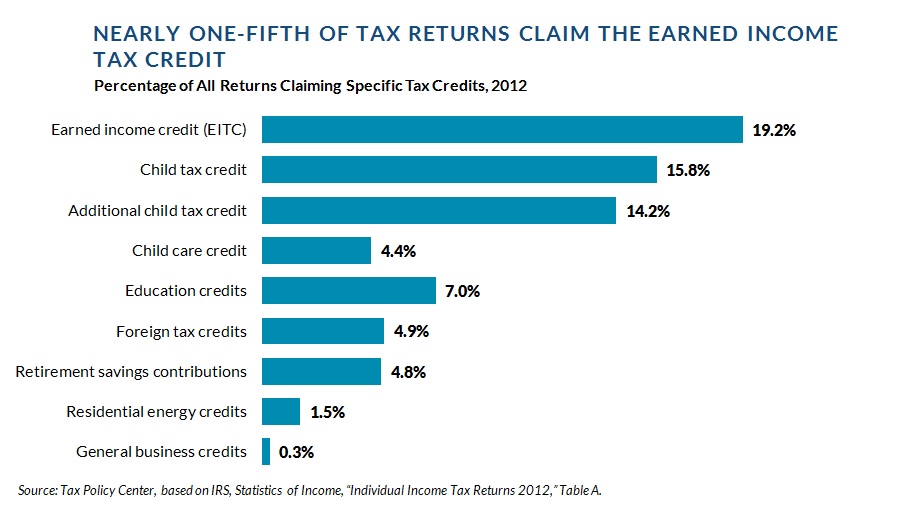 NEARLY ONE-FIFTH OF TAX RETURNS CLAIM THE EARNED INCOME
TAX CREDIT
Percentage of All Returns Claiming Specific Tax Credits, 2012
Earned income credit (EITC) 19.2%
Child tax credit 15.8%
Additional child tax credit 14.2%
Child care credit 4.4%
Education credits 7.0%
Foreign tax credits 4.9%
Retirement savings contributions 4.8%
Residential energy credits 1.5%
General business credits 0.3%
Source: Tax Policy Center, based on IRS, Statistics of Income, "Individual Income Tax Returns 2012," Table A.